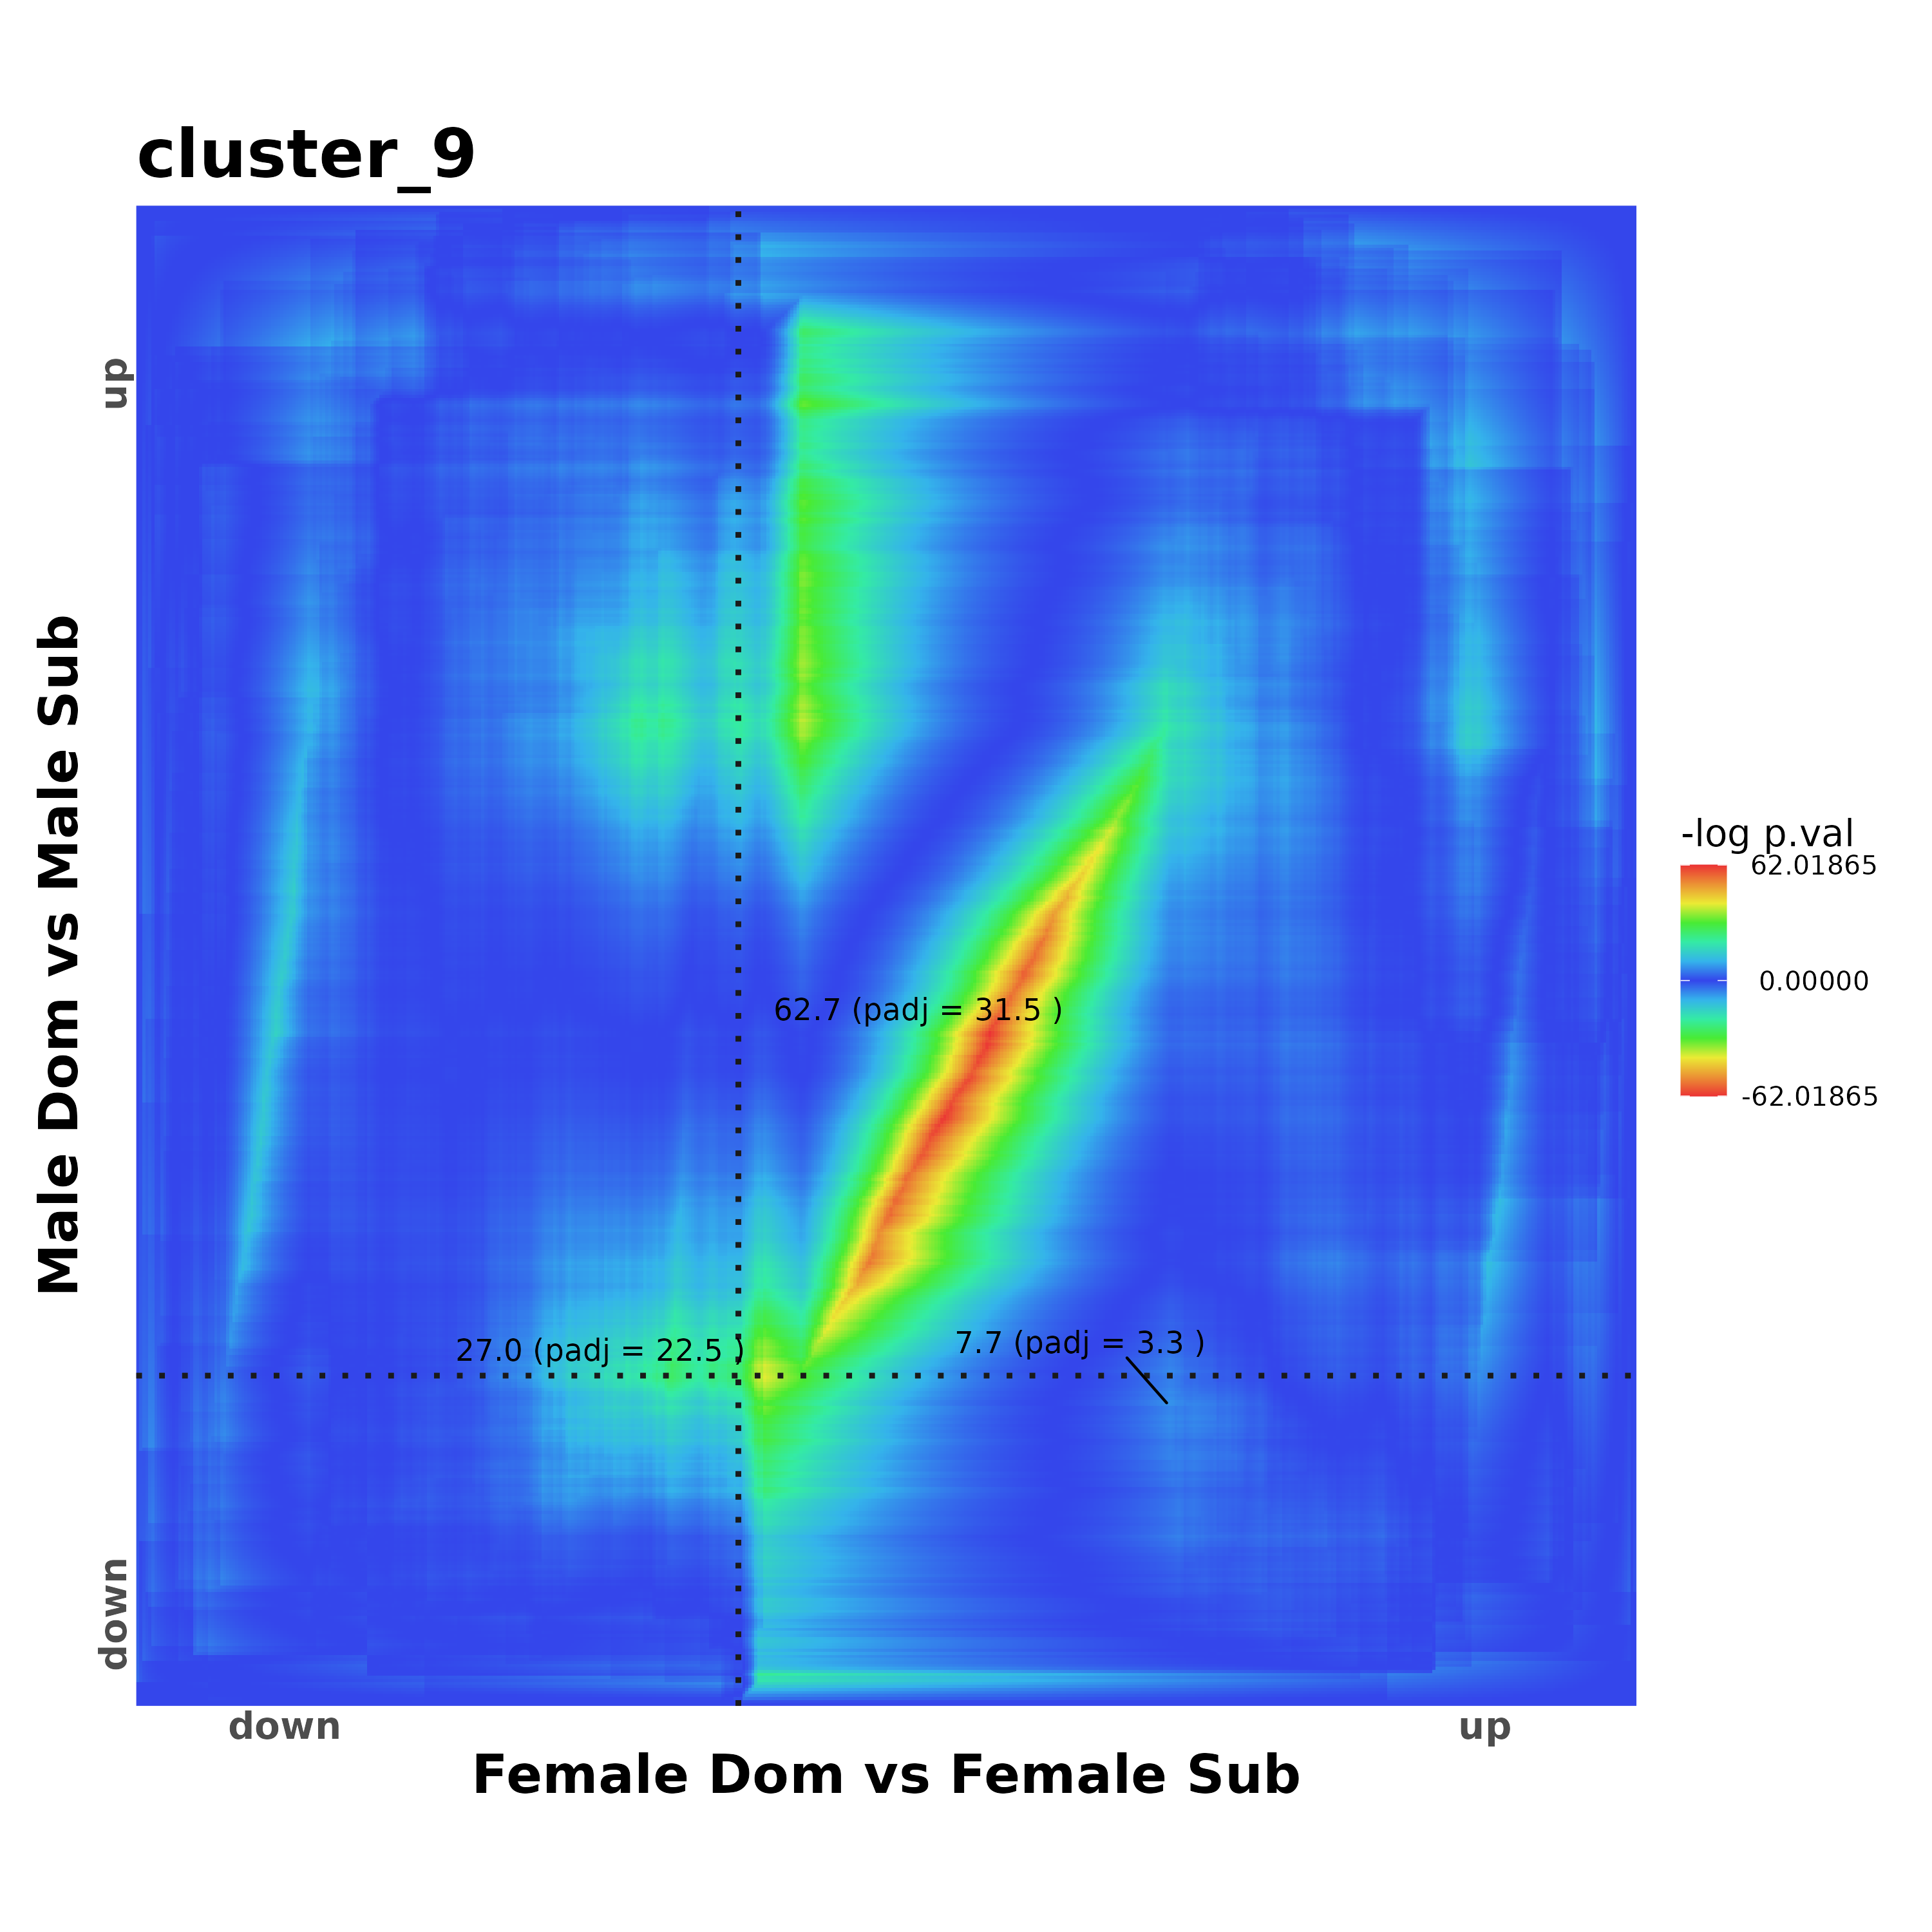 cluster_9
up
Male Dom vs Male Sub
down
62.7 (padj = 31.5 )
27.0 (padj = 22.5 )
7.7 (padj = 3.3 )
down
up
Female Dom vs Female Sub
-log p.val
62.01865
0.00000
-62.01865